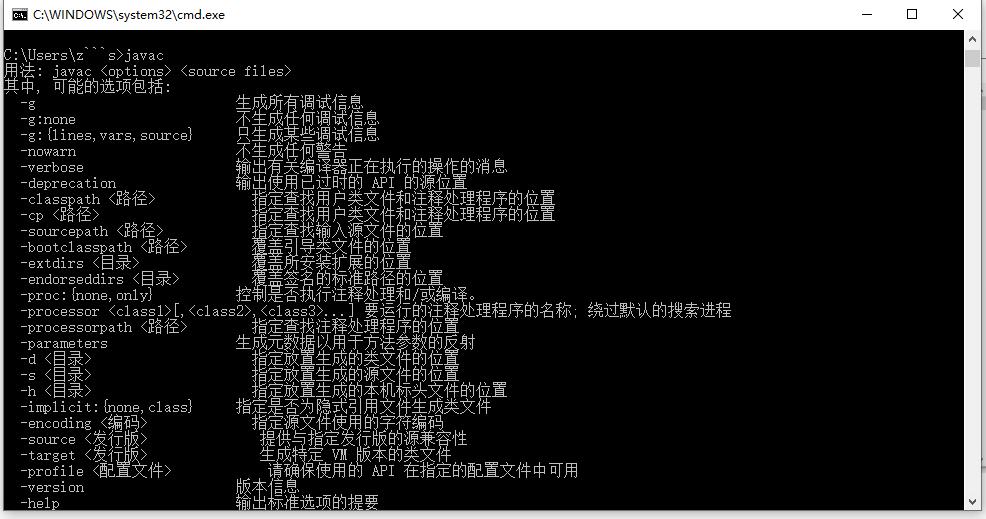 C:\WINDOWS\system32\cmd.exe
C:\Users\z```s>javac
用法: javac <options> <source files>
其中, 可能的选项包括:
-g 生成所有调试信息
-g:none 不生成任何调试信息
-g:{lines,vars,source} 只生成某些调试信息
-nowarn 不生成任何警告
-verbose 输出有关编译器正在执行的操作的消息
-deprecation 输出使用已过时的 API 的源位置
-classpath <路径> 指定查找用户类文件和注释处理程序的位置
-cp <路径> 指定查找用户类文件和注释处理程序的位置
-sourcepath <路径> 指定查找输入源文件的位置
-bootclasspath <路径> 覆盖引导类文件的位置
-extdirs <目录> 覆盖所安装扩展的位置
-endorseddirs <目录> 覆盖签名的标准路径的位置
-proc:{none,only} 控制是否执行注释处理和/或编译。
-processor <class1>[,<class2>,<class3>...] 要运行的注释处理程序的名称; 绕过默认的搜索进程
-processorpath <路径> 指定查找注释处理程序的位置
-parameters 生成元数据以用于方法参数的反射
-d <目录> 指定放置生成的类文件的位置
-s <目录> 指定放置生成的源文件的位置
-h <目录> 指定放置生成的本机标头文件的位置
-implicit:{none,class} 指定是否为隐式引用文件生成类文件
-encoding <编码> 指定源文件使用的字符编码
-source <发行版> 提供与指定发行版的源兼容性
-target <发行版> 生成特定 VM 版本的类文件
-profile <配置文件> 请确保使用的 API 在指定的配置文件中可用
-version 版本信息
-help 输出标准选项的提要